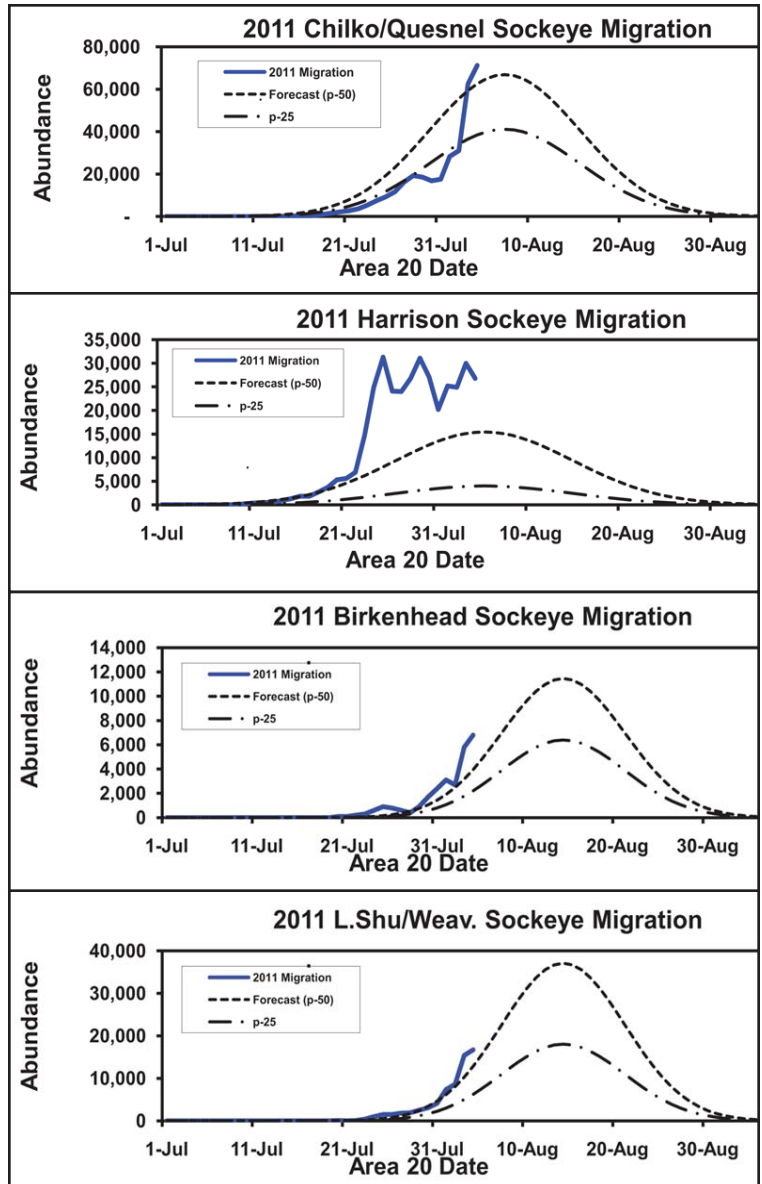 2011 Chilko/Quesnel Sockeye Migration
Abundance
80,000
60,000
40,000
20,000
-
2011 Migration
Forecast (p-50)
p-25
1-Jul 11-Jul 21-Jul 31-Jul 10-Aug 20-Aug 30-Aug
Area 20 Date
2011 Harrison Sockeye Migration
Abundance
35,000
30,000
25,000
20,000
15,000
10,000
5,000
0
2011 Migration
Forecast (p-50)
p-25
1-Jul 11-Jul 21-Jul 31-Jul 10-Aug 20-Aug 30-Aug
Area 20 Date
2011 Birkenhead Sockeye Migration
Abundance
14,000
12,000
10,000
8,000
6,000
4,000
2,000
0
2011 Migration
Forecast (p-50)
p-25
1-Jul 11-Jul 21-Jul 31-Jul 10-Aug 20-Aug 30-Aug
Area 20 Date
2011 L.Shu/Weav. Sockeye Migration
Abundance
40,000
30,000
20,000
10,000
0
2011 Migration
Forecast (p-50)
p-25
1-Jul 11-Jul 21-Jul 31-Jul 10-Aug 20-Aug 30-Aug
Area 20 Date